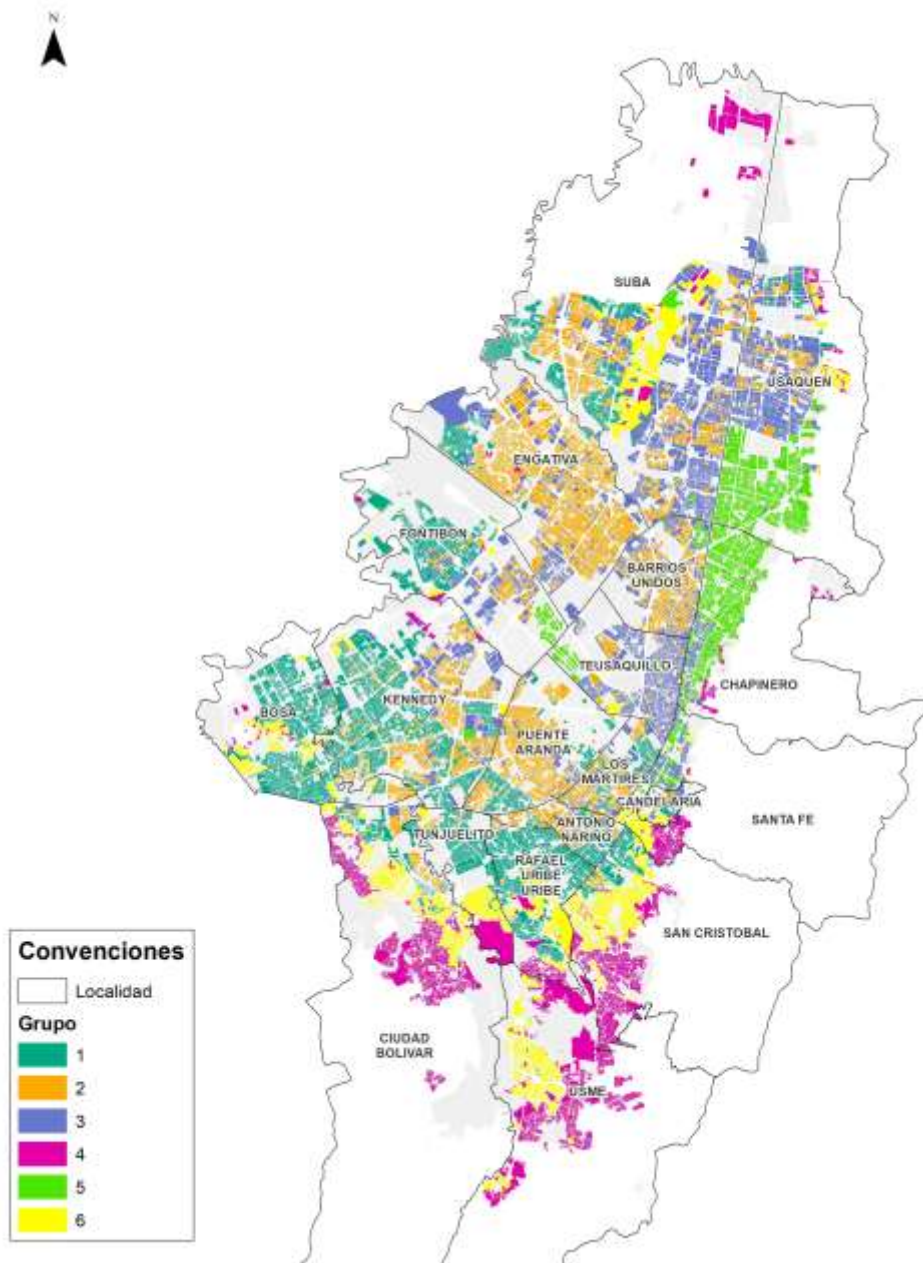 N
SUBA
USAQUEN
ENGATIVA
FONTIBON
BARRIOS
UNIDOS
TEUSAQUILLO
CHAPINERO
BOSA
KENNEDY
PUENTE
ARANDA
LOS
MARTIRES
CANDELARIA
SANTA FE
TUNJUELITO
ANTONIO
NARIÑO
RAFAEL
URIBE
URIBE
SAN CRISTOBAL
CIUDAD
BOLIVAR
USME
Convenciones
Localidad
Grupo
1
2
3
4
5
6